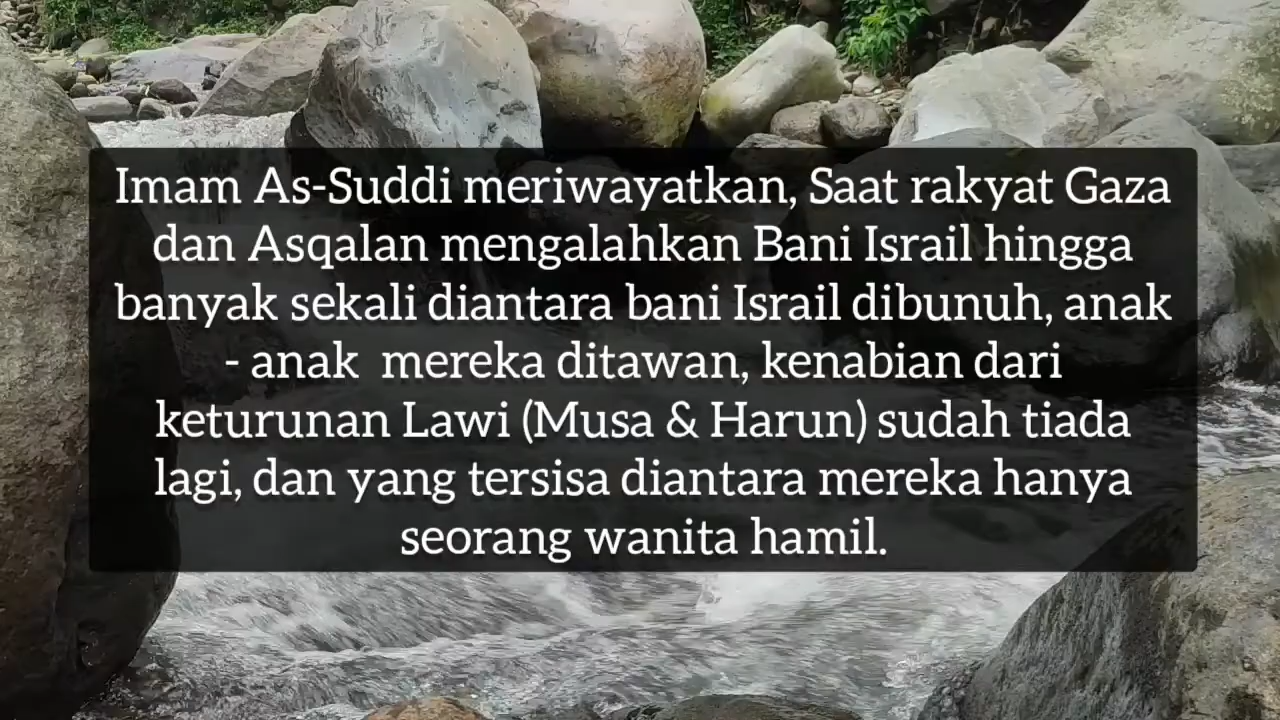 Imam As-Suddi meriwayatkan, Saat rakyat Gaza
dan Asqalan mengalahkan Bani Israil hingga
banyak sekali diantara bani Israil dibunuh, anak
- anak  mereka ditawan, kenabian dari
keturunan Lawi (Musa & Harun) sudah tiada
lagi, dan yang tersisa diantara mereka hanya
seorang wanita hamil.